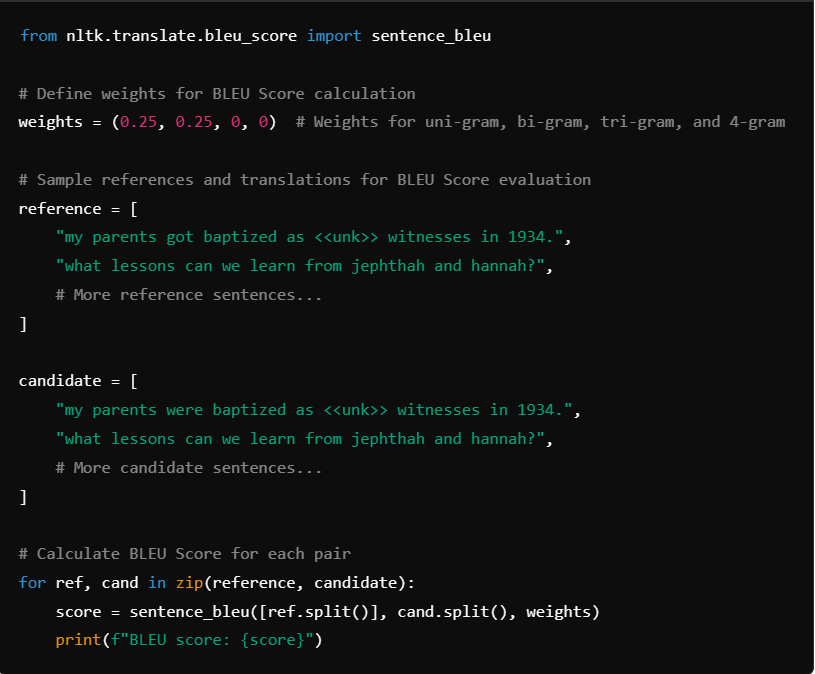 from nltk.translate.bleu_score import sentence_bleu
# Define weights for BLEU Score calculation
weights = (0.25, 0.25, 0, 0)  # Weights for uni-gram, bi-gram, tri-gram, and 4-gram
# Sample references and translations for BLEU Score evaluation
reference = [
    "my parents got baptized as <<unk>> witnesses in 1934.",
    "what lessons can we learn from jephthah and hannah?",
    # More reference sentences...
]
candidate = [
    "my parents were baptized as <<unk>> witnesses in 1934.",
    "what lessons can we learn from jephthah and hannah?",
    # More candidate sentences...
]
# Calculate BLEU Score for each pair
for ref, cand in zip(reference, candidate):
    score = sentence_bleu([ref.split()], cand.split(), weights)
    print(f"BLEU score: {score}")